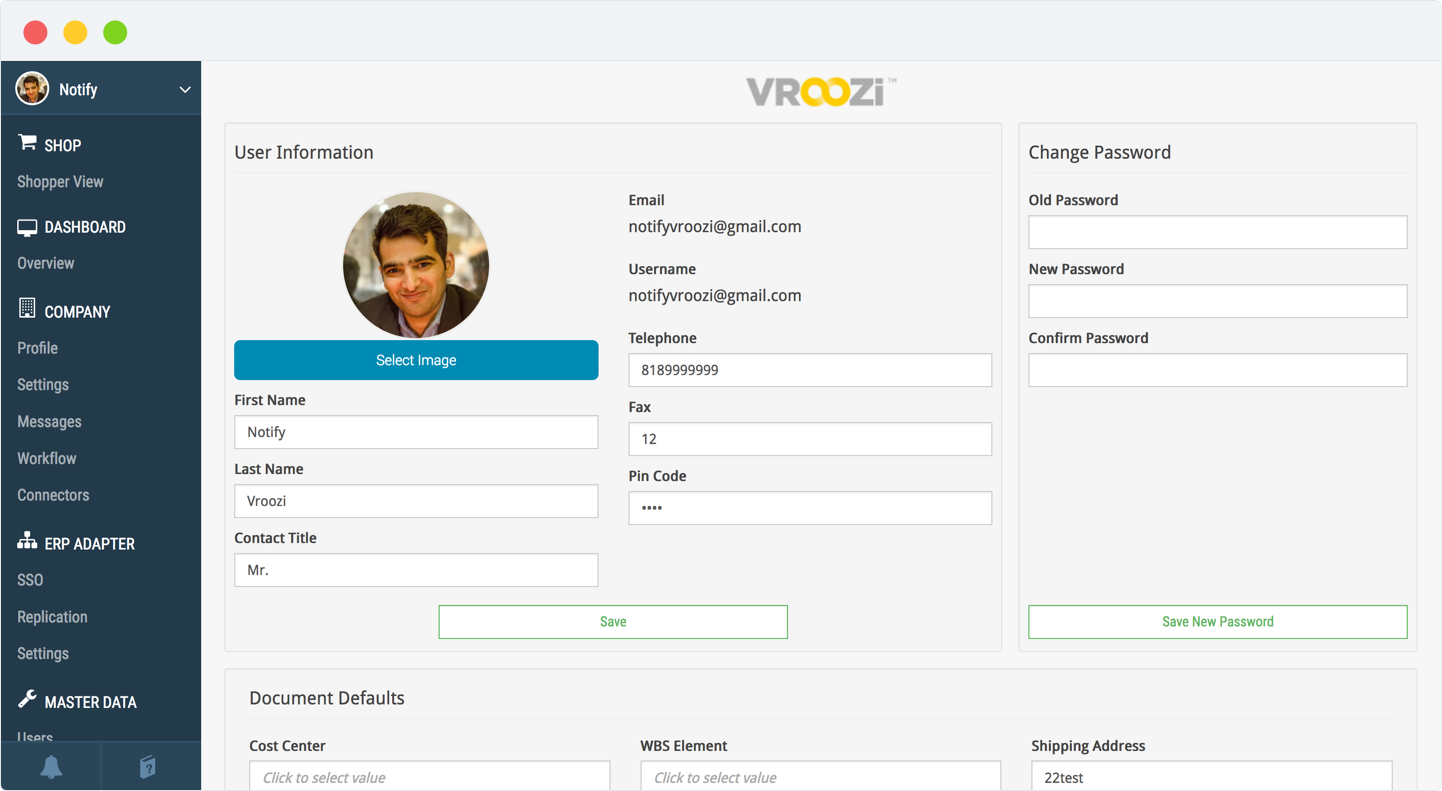 Notify
SHOP
Shopper View
DASHBOARD
Overview
COMPANY
Profile
Settings
Messages
Workflow
Connectors
ERP ADAPTER
SSO
Replication
Settings
MASTER DATA
Users
?
VROOZi™
User Information
Select Image
First Name
Notify
Last Name
Vroozi
Contact Title
Mr.
Email
notifyvroozi@gmail.com
Username
notifyvroozi@gmail.com
Telephone
8189999999
Fax
12
Pin Code
••••
Save
Change Password
Old Password
New Password
Confirm Password
Save New Password
Document Defaults
Cost Center
Click to select value
WBS Element
Click to select value
Shipping Address
22test